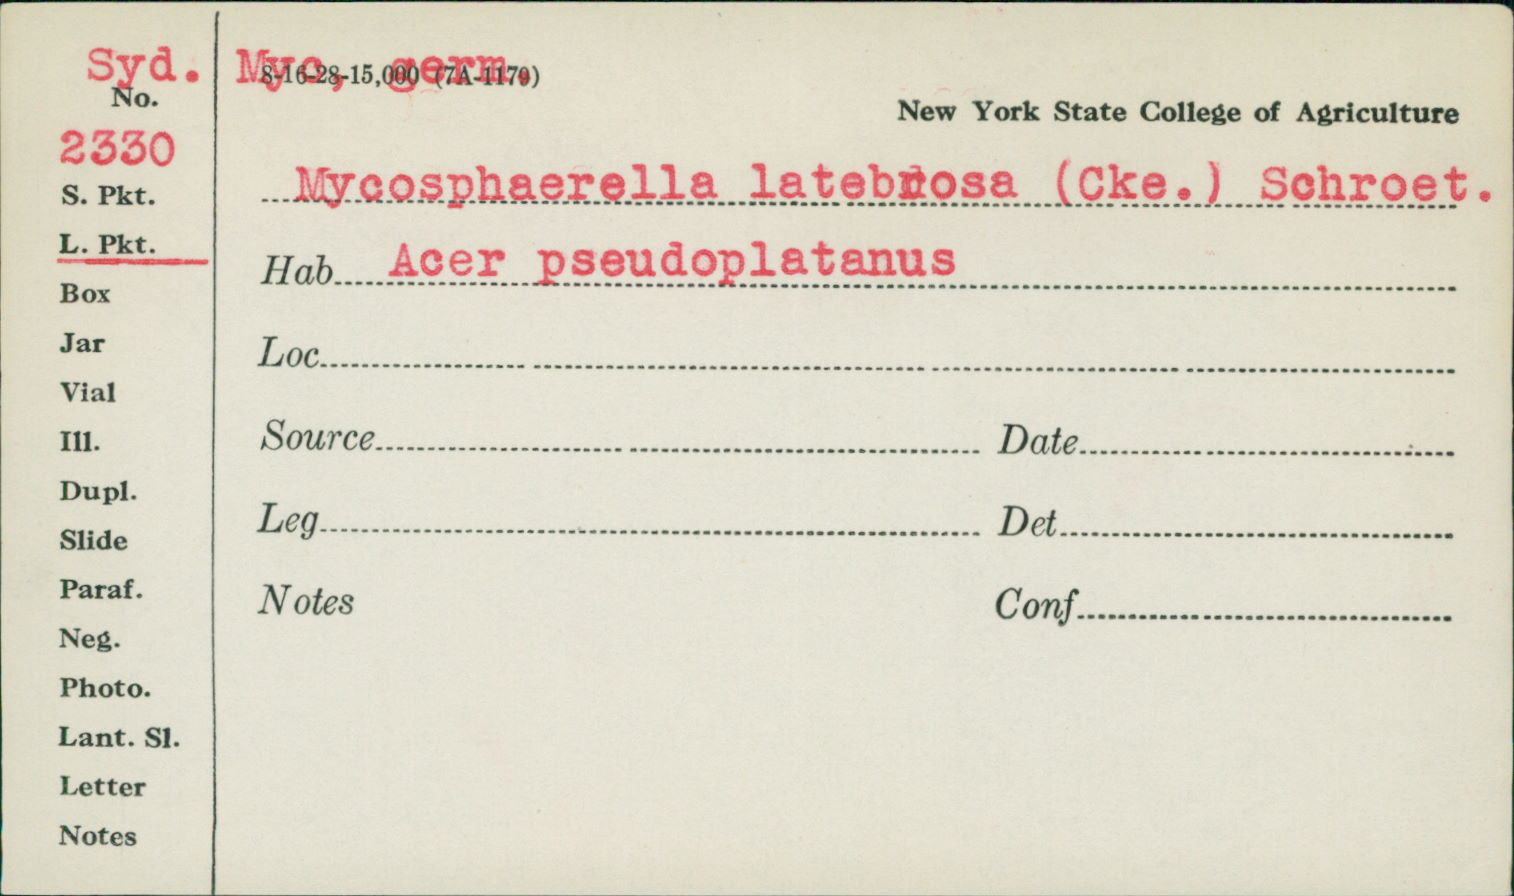 Syd. Myc. germ.
8-16-28-15,000 (7A-1179)
No.
New York State College of Agriculture
2330
Mycosphaerella latebrosa (Cke.) Schroet.
S. Pkt.
L. Pkt.
Hab Acer pseudoplatanus
Box
Jar
Loc
Vial
Ill.
Source Date
Dupl.
Slide
Leg Det
Paraf.
Notes Conf
Neg.
Photo.
Lant. Sl.
Letter
Notes